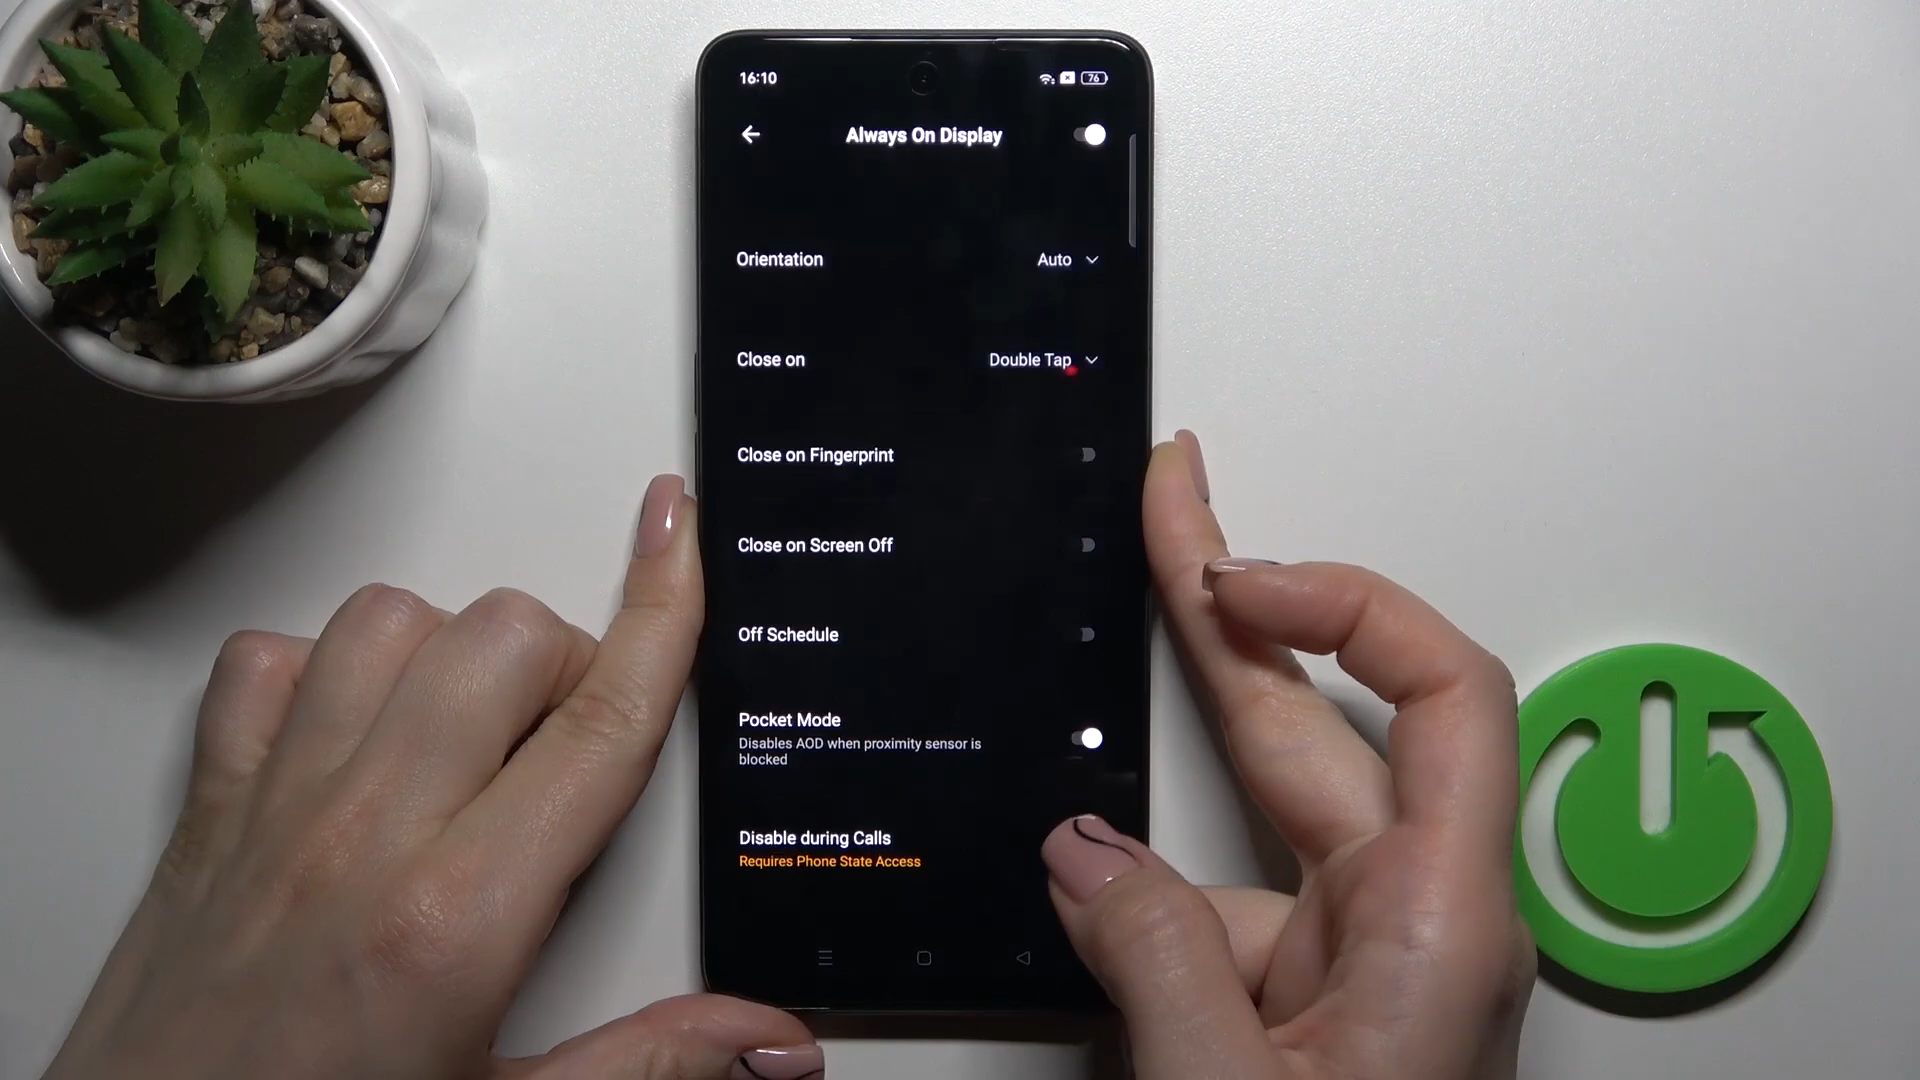 16:10
76
Always On Display
Orientation
Auto
Close on
Double Tap
Close on Fingerprint
Close on Screen Off
Off Schedule
Pocket Mode
Disables AOD when proximity sensor is
blocked
Disable during Calls
Requires Phone State Access